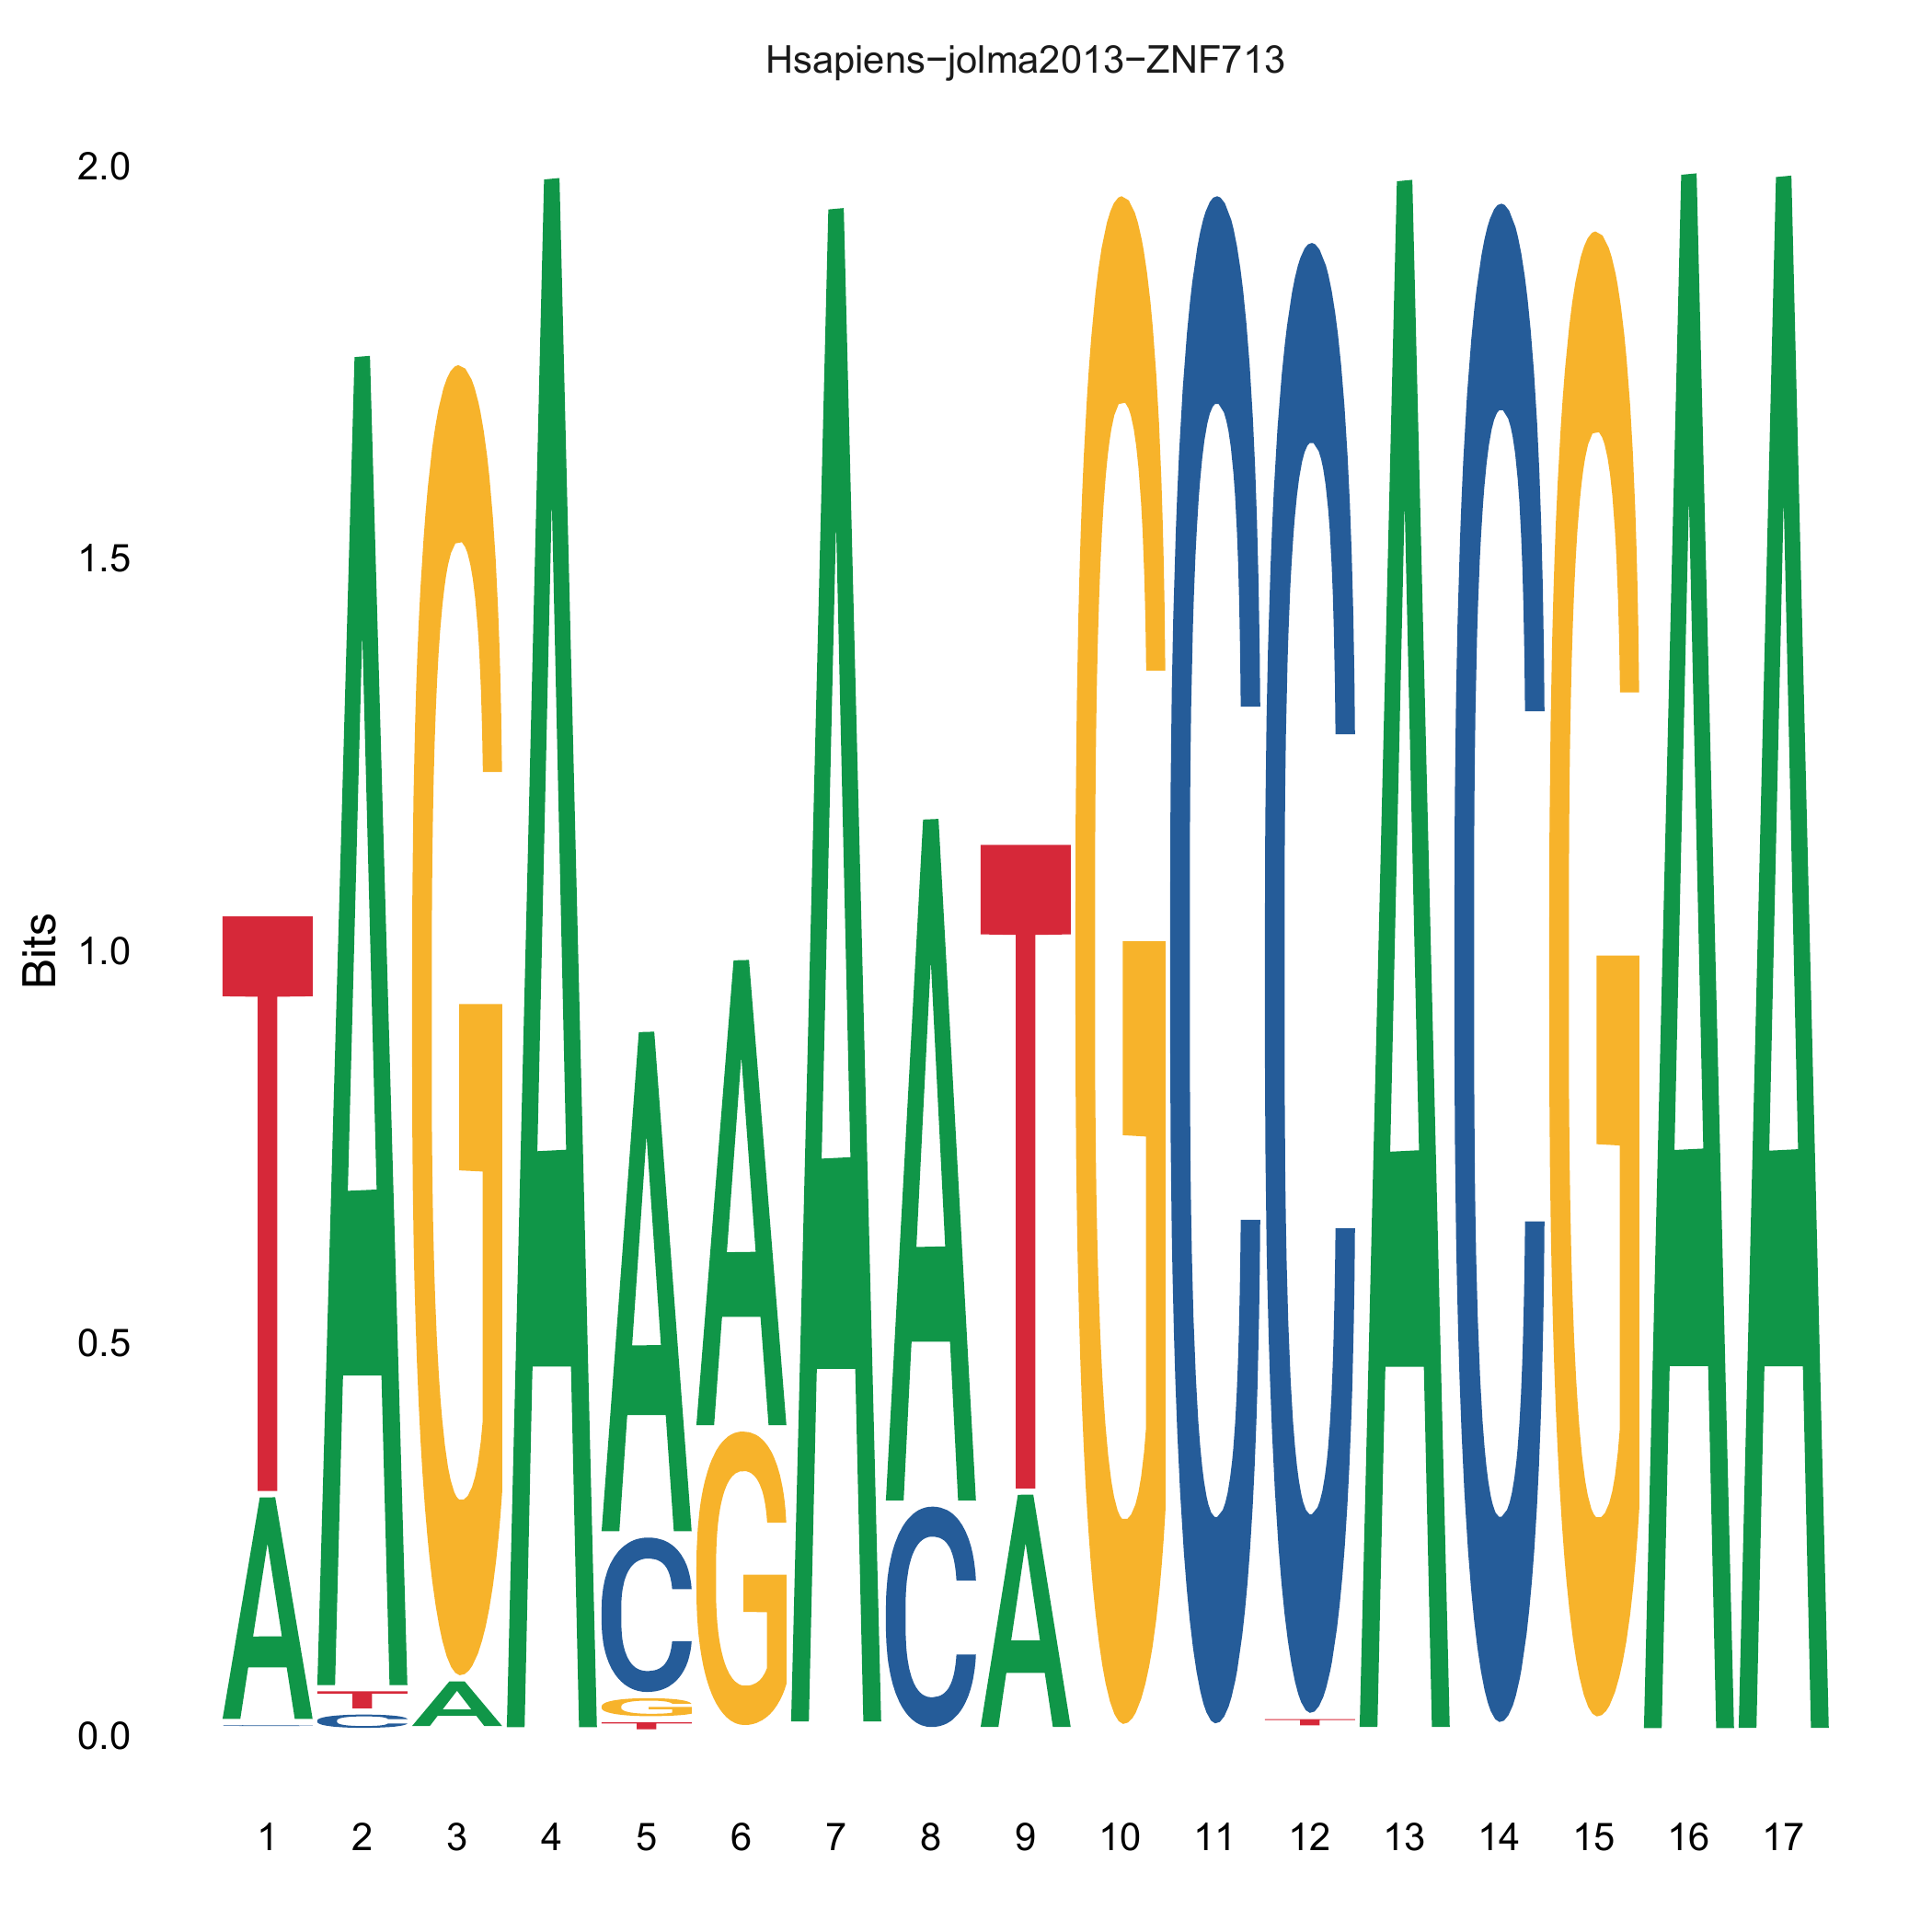 Hsapiens−jolma2013−ZNF713
2.0
1.5
1.0
0.5
0.0
Bits
T A G A A A A A T G C C A C G A A
A T A C G C A T
C G
T
1 2 3 4 5 6 7 8 9 10 11 12 13 14 15 16 17